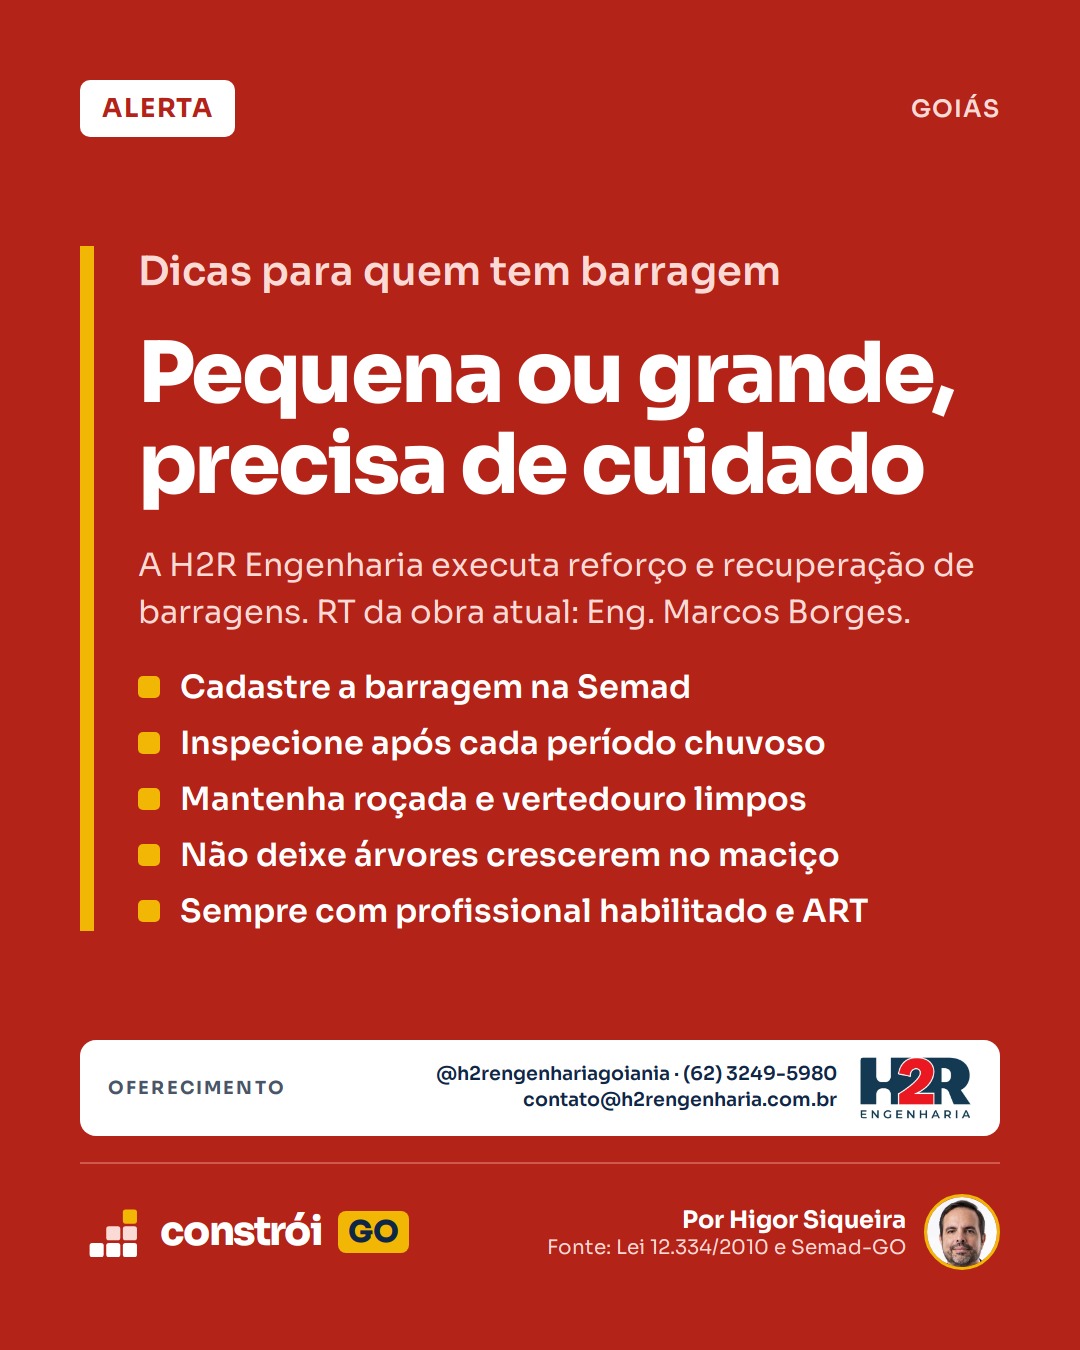 ALERTA
GOIÁS
Dicas para quem tem barragem
Pequena ou grande,
precisa de cuidado
A H2R Engenharia executa reforço e recuperação de
barragens. RT da obra atual: Eng. Marcos Borges.
Cadastre a barragem na Semad
Inspecione após cada período chuvoso
Mantenha roçada e vertedouro limpos
Não deixe árvores crescerem no maciço
Sempre com profissional habilitado e ART
OFERECIMENTO
@h2rengenhariagoiania · (62) 3249-5980
contato@h2rengenharia.com.br
H2R
ENGENHARIA
constrói GO
Por Higor Siqueira
Fonte: Lei 12.334/2010 e Semad-GO